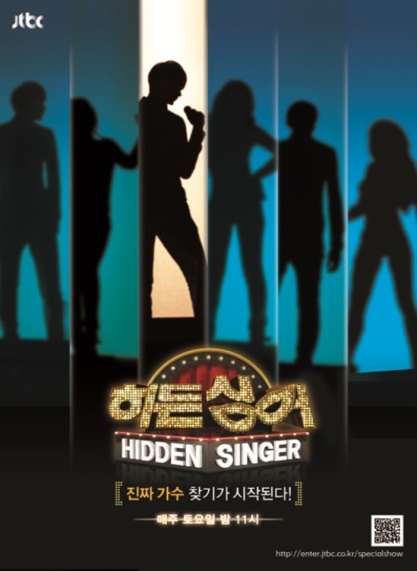 jtbc
히든싱어
HIDDEN SINGER
[진짜 가수 찾기가 시작된다!]
매주 토요일 밤 11시
http://enter.jtbc.co.kr/specialshow